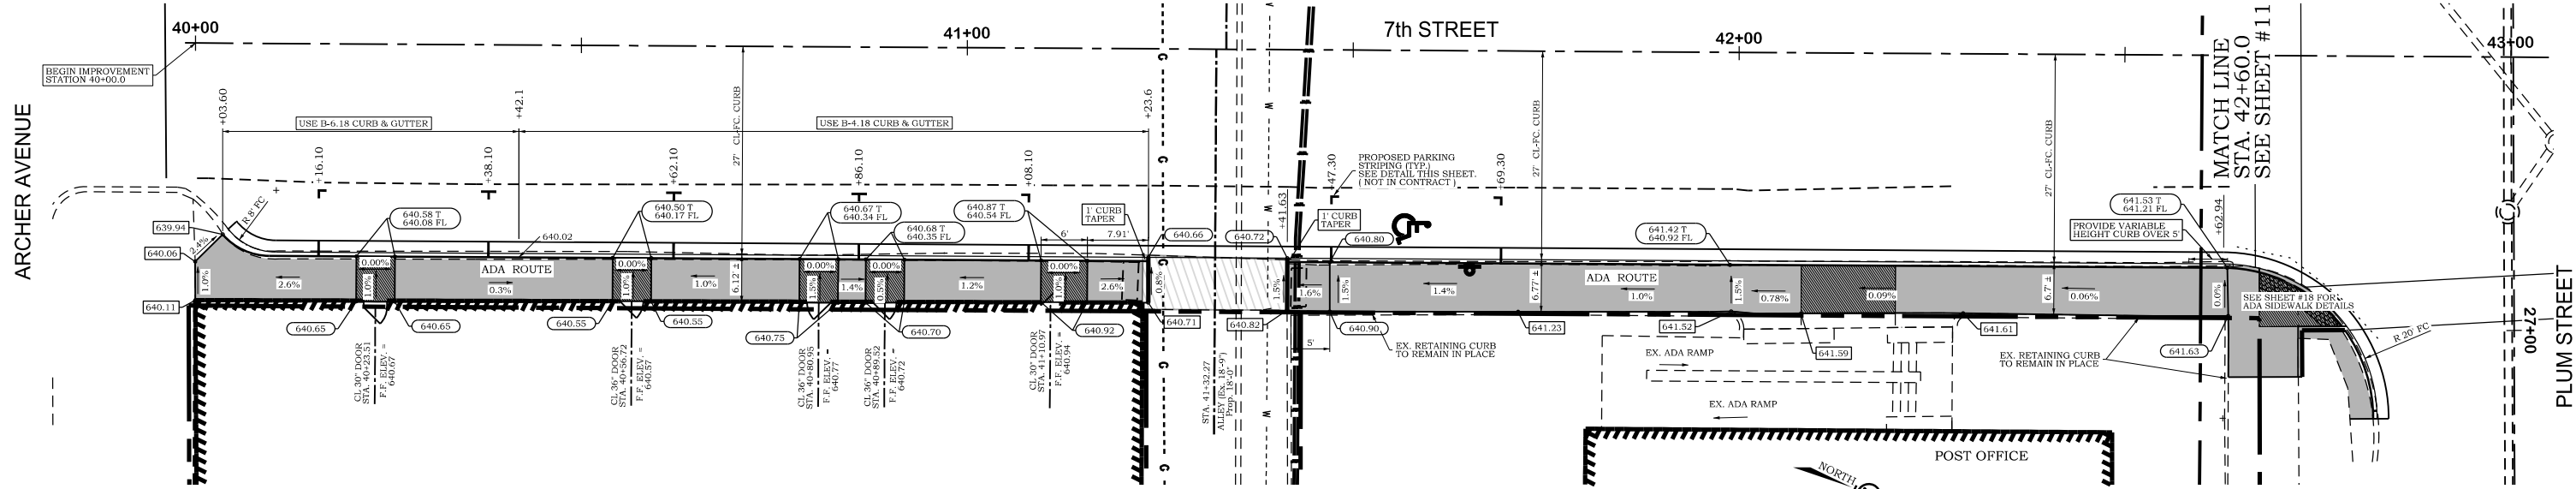 40+00
41+00
7th STREET
42+00
43+00
BEGIN IMPROVEMENT
STATION 40+00.0
ARCHER AVENUE
+03.60
+42.1
+23.6
USE B-6.18 CURB & GUTTER
USE B-4.18 CURB & GUTTER
27' CL-FC. CURB
27' CL-FC. CURB
27' CL-FC. CURB
MATCH LINE
STA. 42+60.0
SEE SHEET #11
G
G
G
G
G
W
W
W
W
+16.10
+38.10
+62.10
+86.10
+08.10
+41.63
+47.30
+69.30
+62.94
PROPOSED PARKING
STRIPING (TYP.)
SEE DETAIL THIS SHEET.
( NOT IN CONTRACT )
R 8' FC
640.58 T
640.08 FL
640.50 T
640.17 FL
640.67 T
640.34 FL
640.68 T
640.35 FL
640.87 T
640.54 FL
1' CURB
TAPER
1' CURB
TAPER
641.42 T
640.92 FL
641.53 T
641.21 FL
PROVIDE VARIABLE
HEIGHT CURB OVER 5'
639.94
640.06
640.11
640.02
640.66
640.72
640.80
6'
7.91'
2.4%
1.0%
2.6%
0.00%
1.0%
ADA ROUTE
0.3%
0.00%
1.0%
1.0%
6.12' ±
0.00%
1.5%
1.4%
0.00%
0.5%
1.2%
0.00%
1.0%
2.6%
0.8%
1.5%
1.6%
1.5%
1.4%
6.77' ±
ADA ROUTE
1.0%
1.5%
0.78%
0.09%
6.7' ±
0.06%
0.0%
SEE SHEET #18 FOR
ADA SIDEWALK DETAILS
640.65
640.65
640.55
640.55
640.75
640.70
640.92
640.71
640.82
640.90
641.23
641.52
641.59
641.61
641.63
5'
CL 30" DOOR
STA. 40+23.51
F.F. ELEV. =
640.67
CL 36" DOOR
STA. 40+56.72
F.F. ELEV. =
640.57
CL 36" DOOR
STA. 40+80.95
F.F. ELEV. =
640.77
CL 36" DOOR
STA. 40+89.52
F.F. ELEV. =
640.72
CL 30" DOOR
STA. 41+10.97
F.F. ELEV. =
640.94
STA. 41+32.27
ALLEY (Ex. 18'-9")
Prop. 18'-0"
EX. RETAINING CURB
TO REMAIN IN PLACE
EX. ADA RAMP
EX. ADA RAMP
EX. RETAINING CURB
TO REMAIN IN PLACE
R 20' FC
27+00
PLUM STREET
POST OFFICE
NORTH